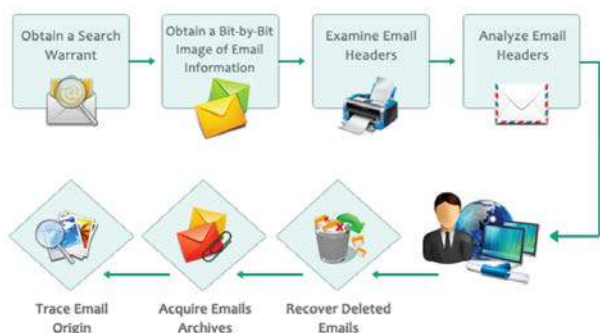 Obtain a Search
Warrant
Obtain a Bit-by-Bit
Image of Email
Information
Examine Email
Headers
Analyze Email
Headers
Trace Email
Origin
Acquire Emails
Archives
Recover Deleted
Emails